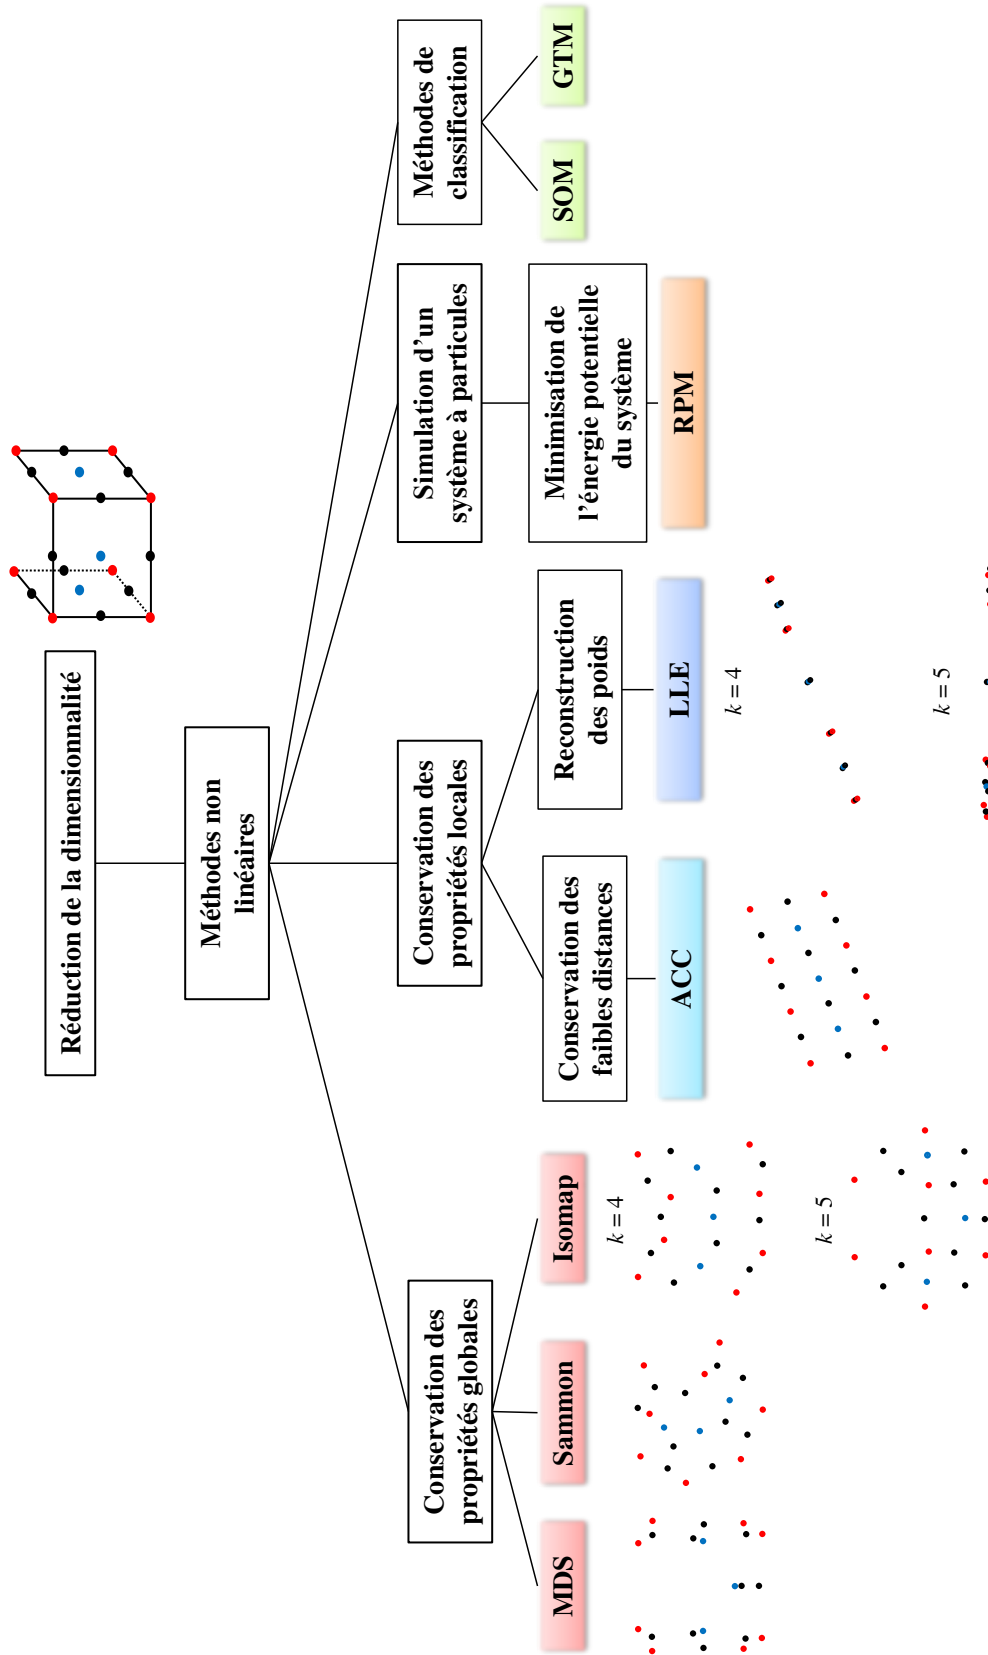 Réduction de la dimensionnalité
Méthodes non
linéaires
Conservation des
propriétés globales
Conservation des
propriétés locales
Simulation d’un
système à particules
Méthodes de
classification
MDS
Sammon
Isomap
Conservation des
faibles distances
ACC
Reconstruction
des poids
LLE
Minimisation de
l’énergie potentielle
du système
RPM
SOM
GTM
k = 4
k = 5
k = 4
k = 5